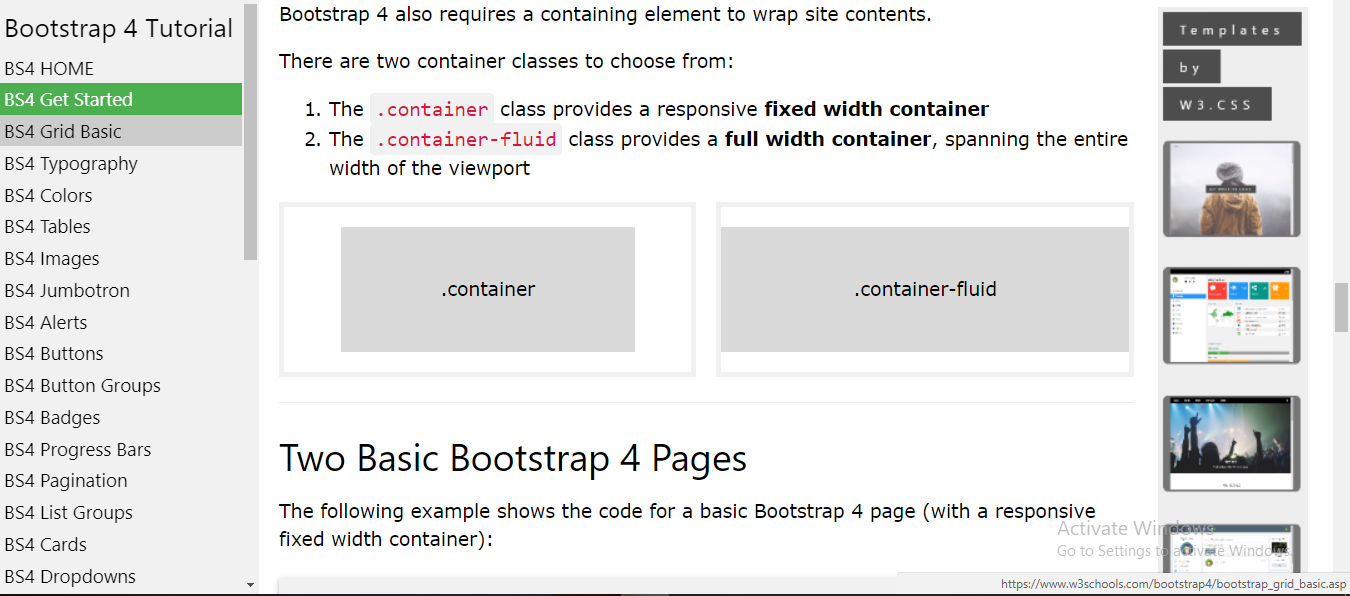 Bootstrap 4 Tutorial
BS4 HOME
BS4 Get Started
BS4 Grid Basic
BS4 Typography
BS4 Colors
BS4 Tables
BS4 Images
BS4 Jumbotron
BS4 Alerts
BS4 Buttons
BS4 Button Groups
BS4 Badges
BS4 Progress Bars
BS4 Pagination
BS4 List Groups
BS4 Cards
BS4 Dropdowns
Bootstrap 4 also requires a containing element to wrap site contents.
There are two container classes to choose from:
1. The .container class provides a responsive fixed width container
2. The .container-fluid class provides a full width container, spanning the entire
width of the viewport
.container
.container-fluid
Two Basic Bootstrap 4 Pages
The following example shows the code for a basic Bootstrap 4 page (with a responsive
fixed width container):
Templates
by
W3.CSS
Activate Windows
Go to Settings to activate Windows.
https://www.w3schools.com/bootstrap4/bootstrap_grid_basic.asp